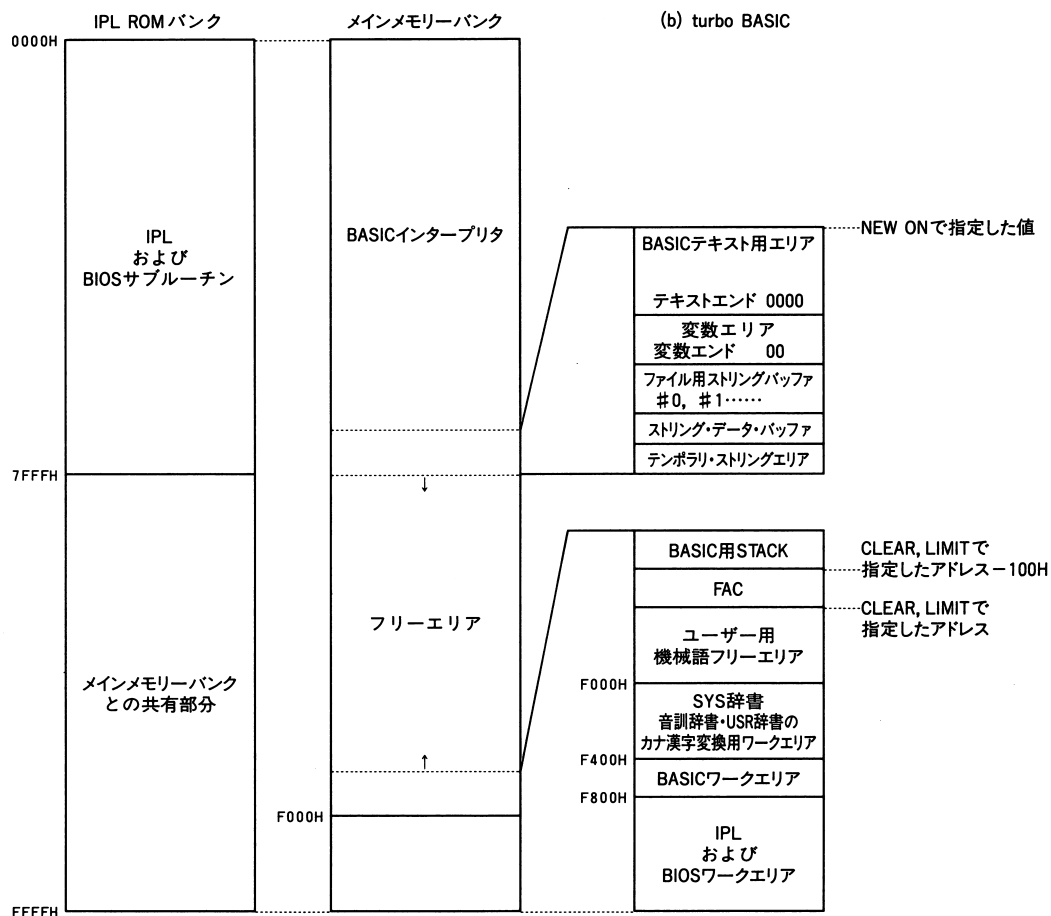 IPL ROMバンク
メインメモリーバンク
(b) turbo BASIC
0000H
IPL
および
BIOSサブルーチン
7FFFH
メインメモリーバンク
との共有部分
FFFFH
BASICインタープリタ
↓
フリーエリア
↑
F000H
BASICテキスト用エリア
テキストエンド 0000
変数エリア
変数エンド 00
ファイル用ストリングバッファ
#0, #1……
ストリング・データ・バッファ
テンポラリ・ストリングエリア
NEW ONで指定した値
BASIC用STACK
FAC
ユーザー用
機械語フリーエリア
F000H
SYS辞書
音訓辞書・USR辞書の
カナ漢字変換用ワークエリア
F400H
BASICワークエリア
F800H
IPL
および
BIOSワークエリア
CLEAR, LIMITで
指定したアドレス－100H
CLEAR, LIMITで
指定したアドレス